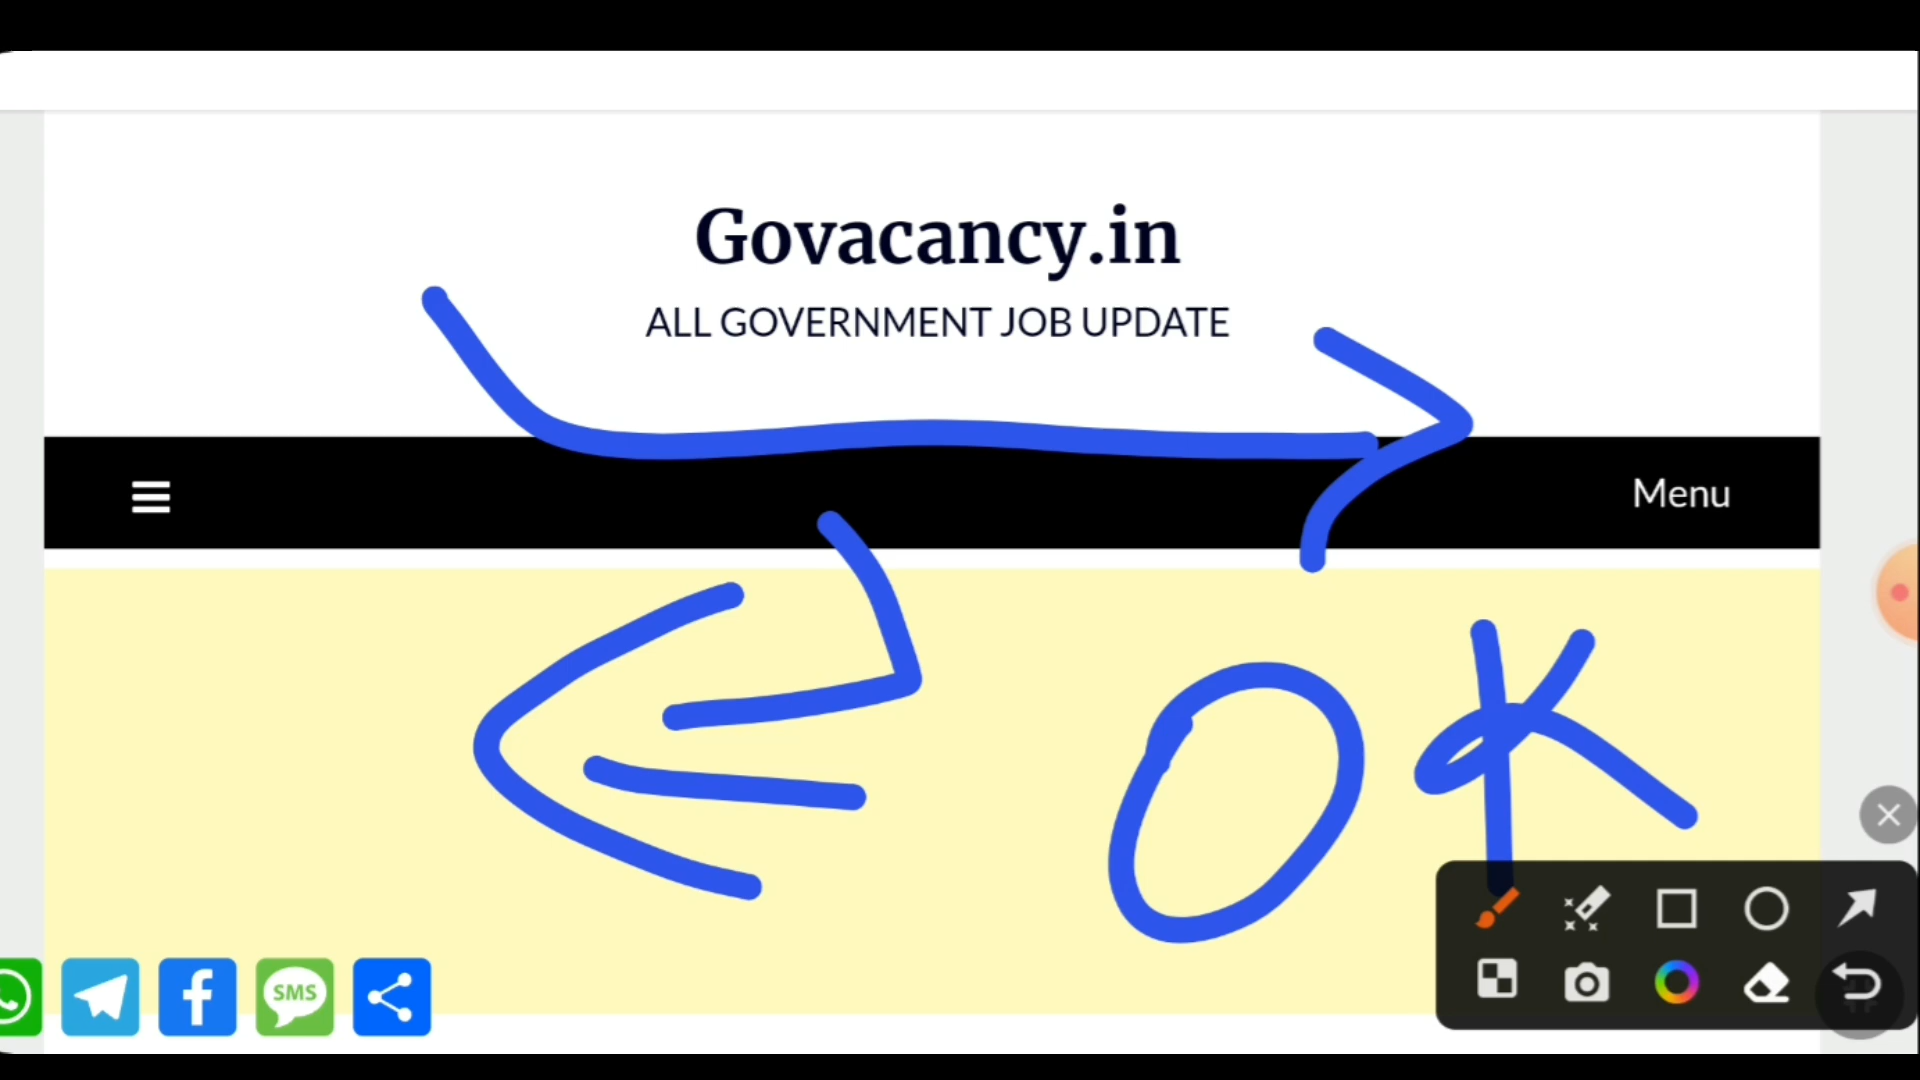 Govacancy.in
ALL GOVERNMENT JOB UPDATE
Menu
OK
SMS